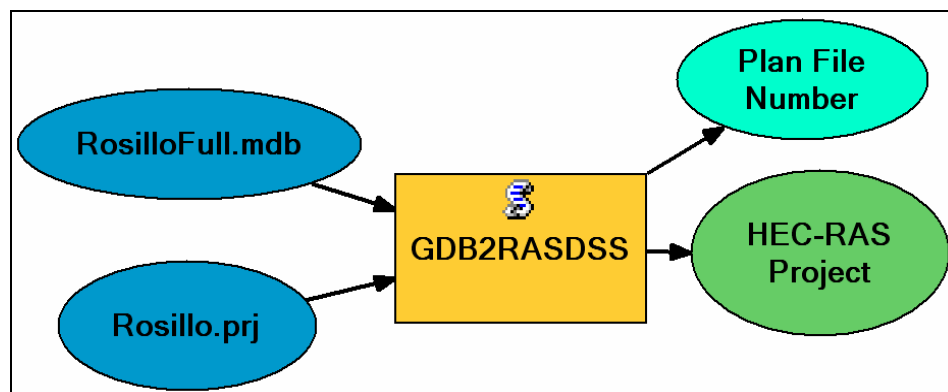 RosilloFull.mdb
Rosillo.prj
GDB2RASDSS
Plan File
Number
HEC-RAS
Project